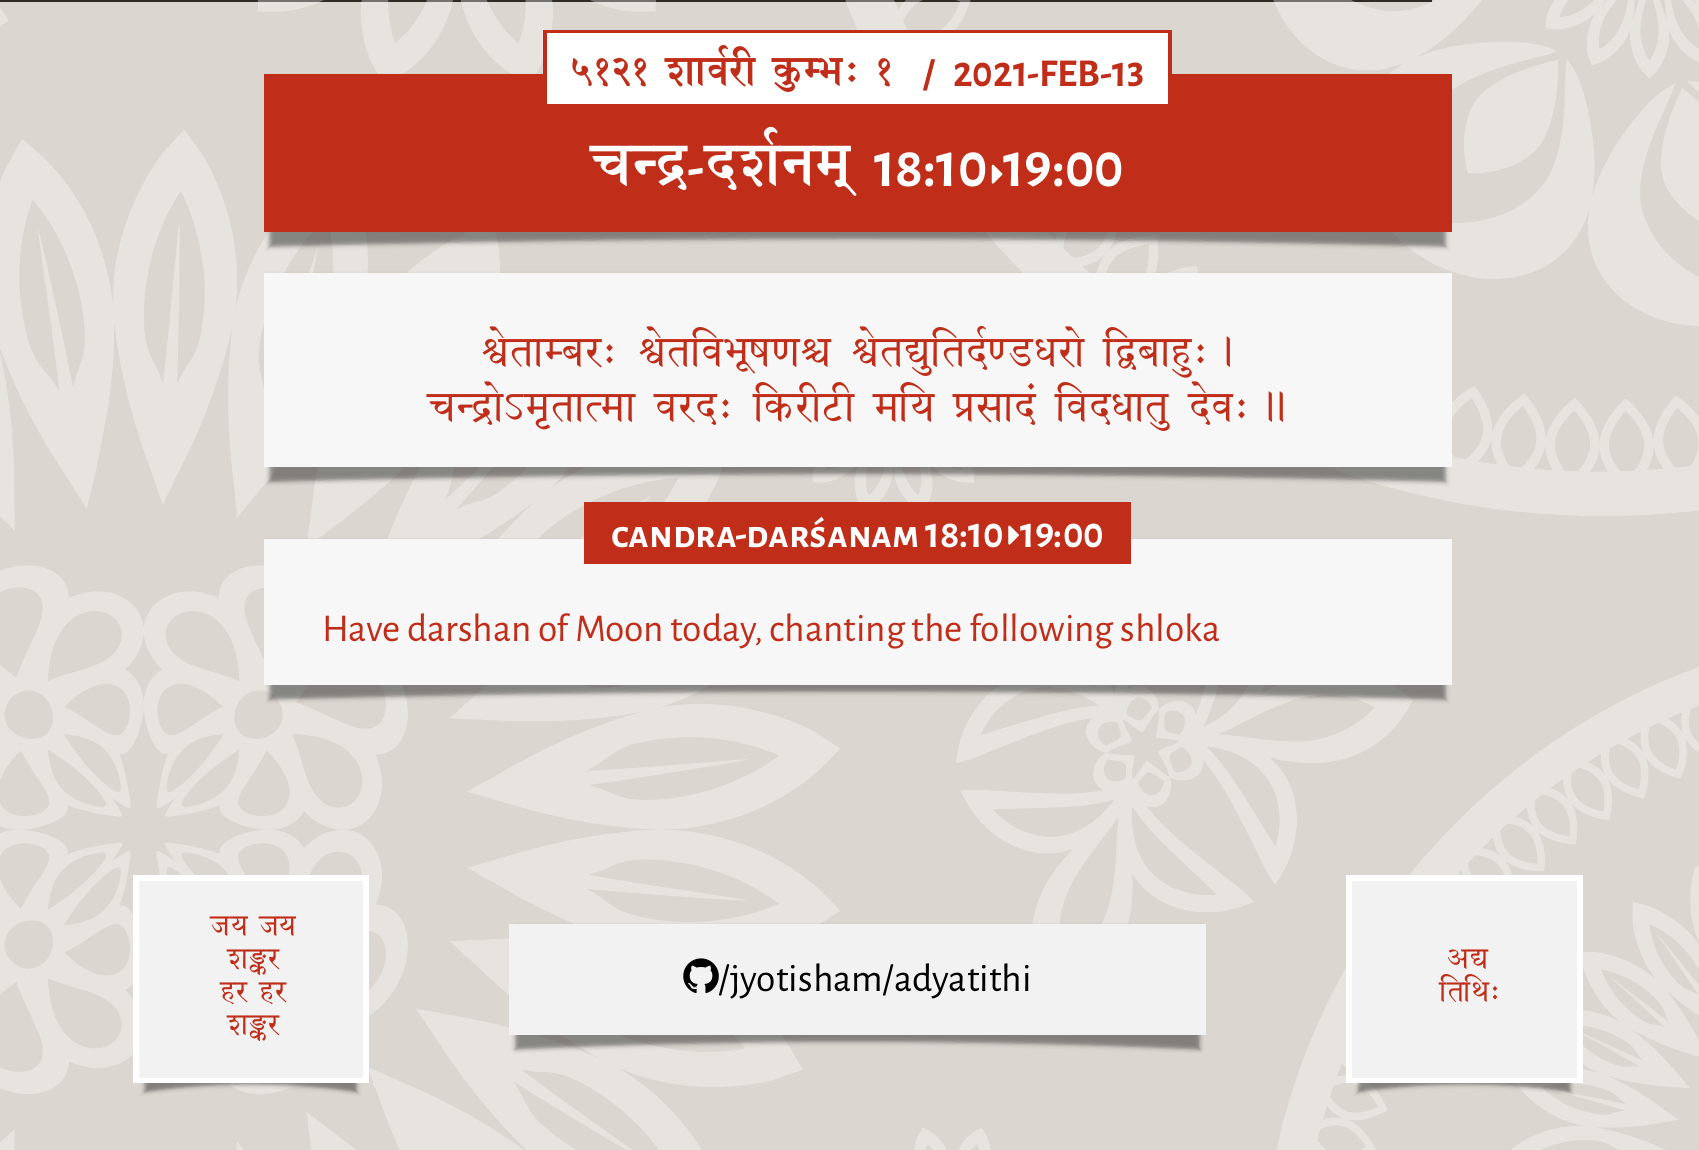 ५१२१ शार्वरी कुम्भः १ / 2021-FEB-13
चन्द्र-दर्शनम् 18:10▸19:00
श्वेताम्बरः श्वेतविभूषणश्च श्वेतद्युतिर्दण्डधरो द्विबाहुः ।
चन्द्रोऽमृतात्मा वरदः किरीटी मयि प्रसादं विदधातु देवः ॥
CANDRA-DARŚANAM 18:10▸19:00
Have darshan of Moon today, chanting the following shloka
जय जय
शङ्कर
हर हर
शङ्कर
/jyotisham/adyatithi
अद्य
तिथिः